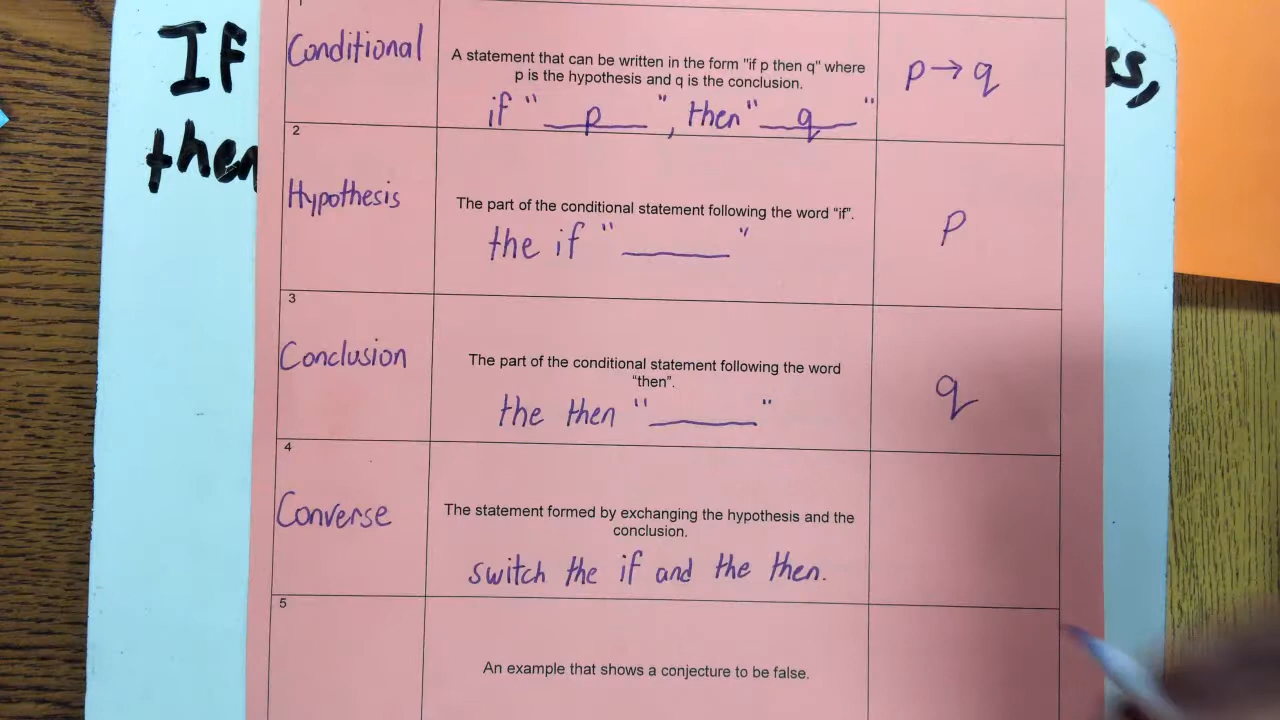 If
es,
then
Conditional
A statement that can be written in the form "if p then q" where
p is the hypothesis and q is the conclusion.
if " p ", then " q "
p → q
2
Hypothesis
The part of the conditional statement following the word “if”.
the if " ______ "
p
3
Conclusion
The part of the conditional statement following the word
“then”.
the then " ______ "
q
4
Converse
The statement formed by exchanging the hypothesis and the
conclusion.
switch the if and the then.
5
An example that shows a conjecture to be false.